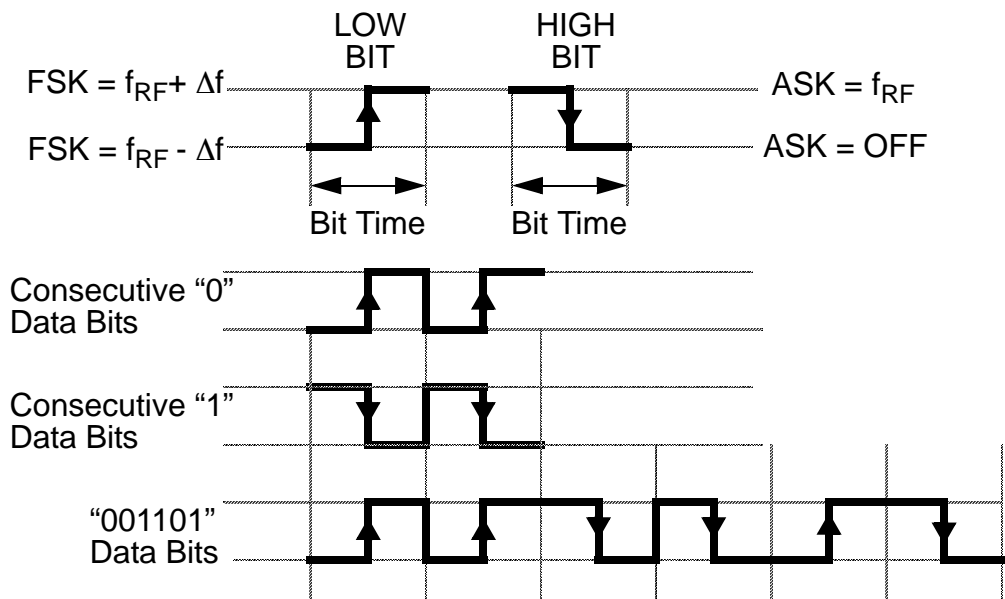 LOW
BIT
HIGH
BIT
FSK = fRF+ Δf
ASK = fRF
FSK = fRF - Δf
ASK = OFF
Bit Time
Bit Time
Consecutive “0”
Data Bits
Consecutive “1”
Data Bits
“001101”
Data Bits